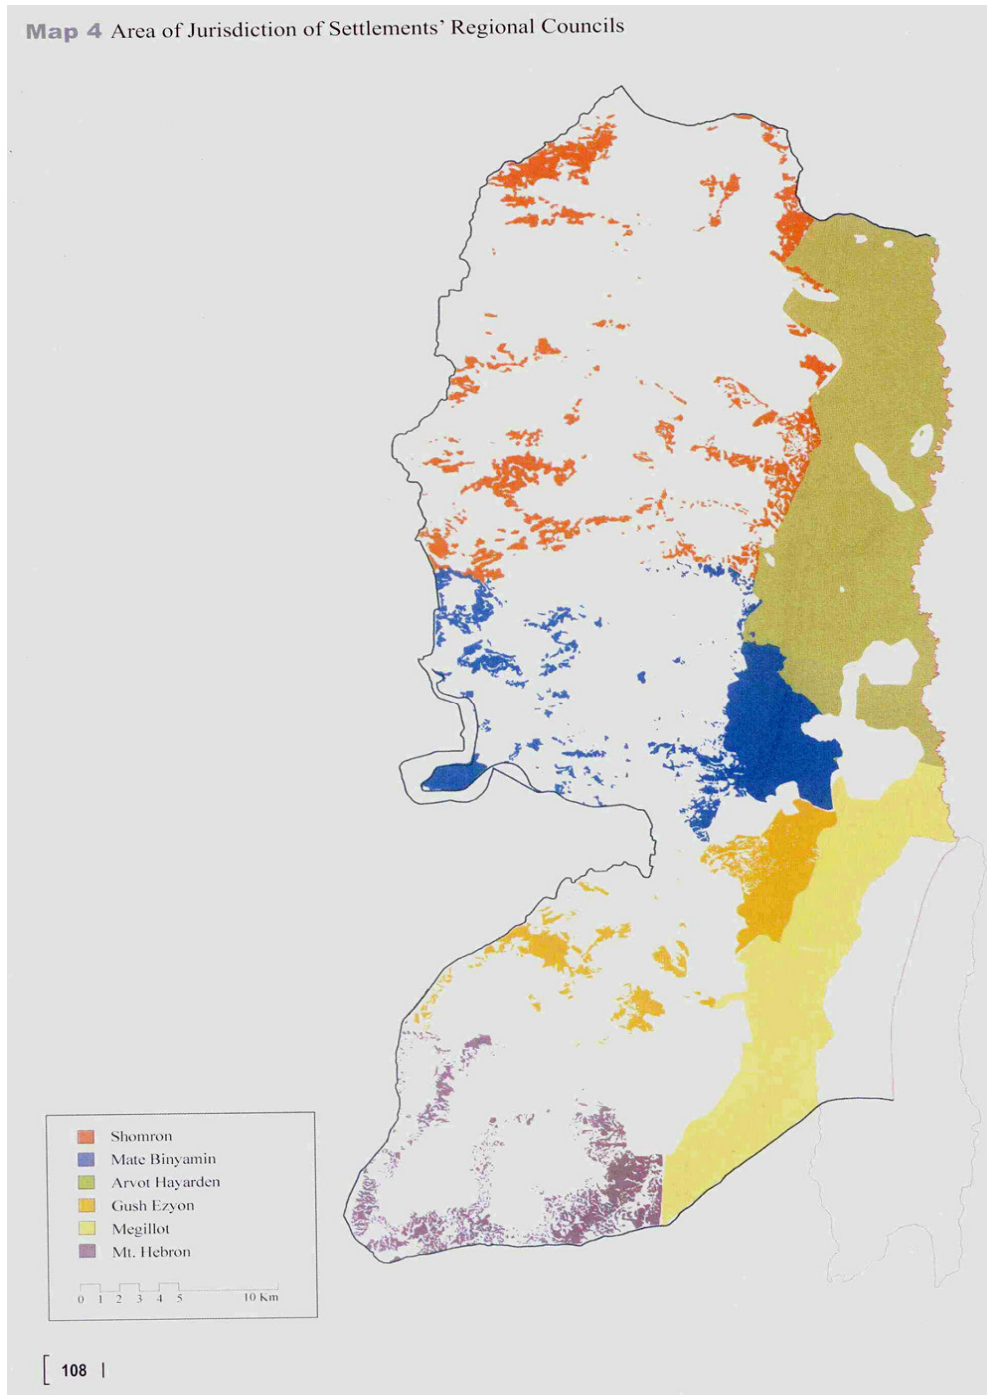 Map 4 Area of Jurisdiction of Settlements' Regional Councils
Shomron
Mate Binyamin
Arvot Hayarden
Gush Ezyon
Megillot
Mt. Hebron
0 1 2 3 4 5 10 Km
[ 108 |